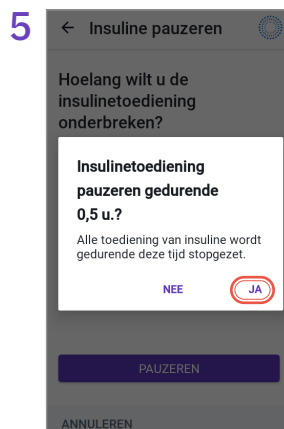 5
Insuline pauzeren
Hoelang wilt u de
insulinetoediening
onderbreken?
Insulinetoediening
pauzeren gedurende
0,5 u.?
Alle toediening van insuline wordt
gedurende deze tijd stopgezet.
NEE JA
PAUZEREN
ANNULEREN